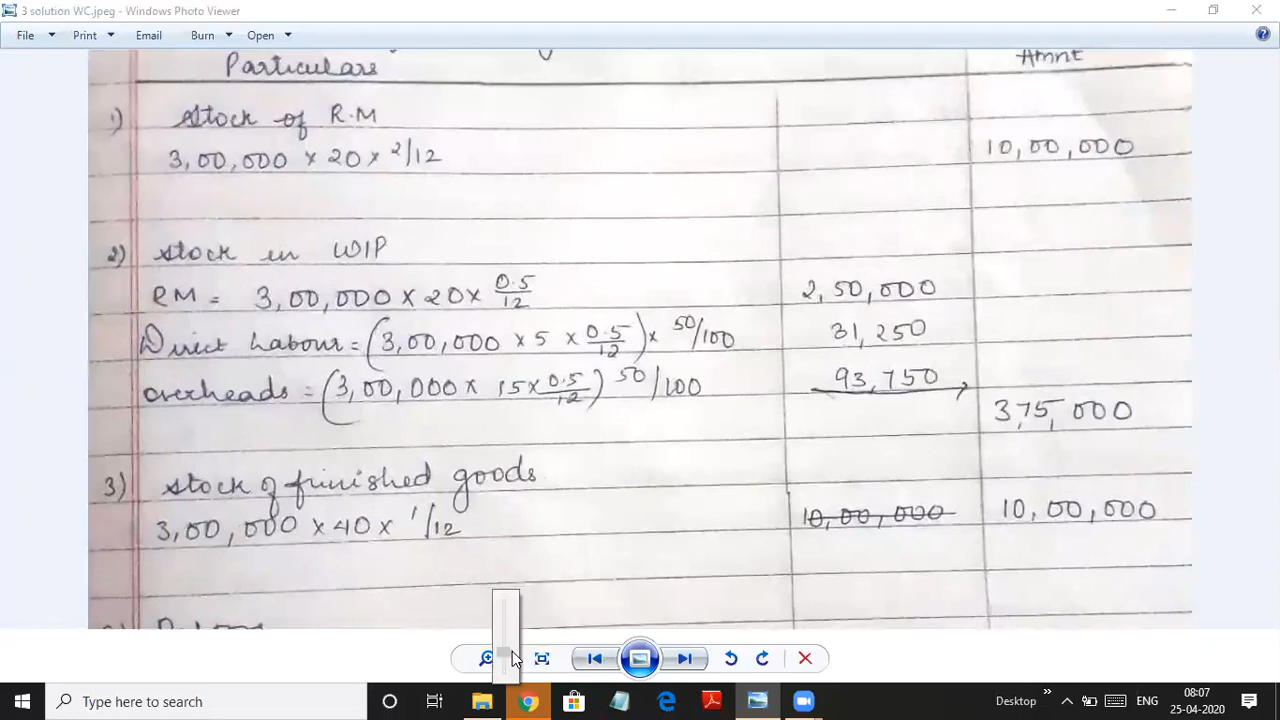 3 solution WC.jpeg - Windows Photo Viewer
File Print Email Burn Open
Particulars Amnt
1) Stock of R.M
3,00,000 × 20 × 2/12 10,00,000
2) Stock in WIP
RM = 3,00,000 × 20 × 0.5/12 2,50,000
Direct Labour = (3,00,000 × 5 × 0.5/12) × 50/100 31,250
Overheads = (3,00,000 × 15 × 0.5/12) 50/100 93,750
3,75,000
3) Stock of finished goods
3,00,000 × 40 × 1/12 10,00,000 10,00,000
Type here to search
Desktop
ENG
08:07
25-04-2020